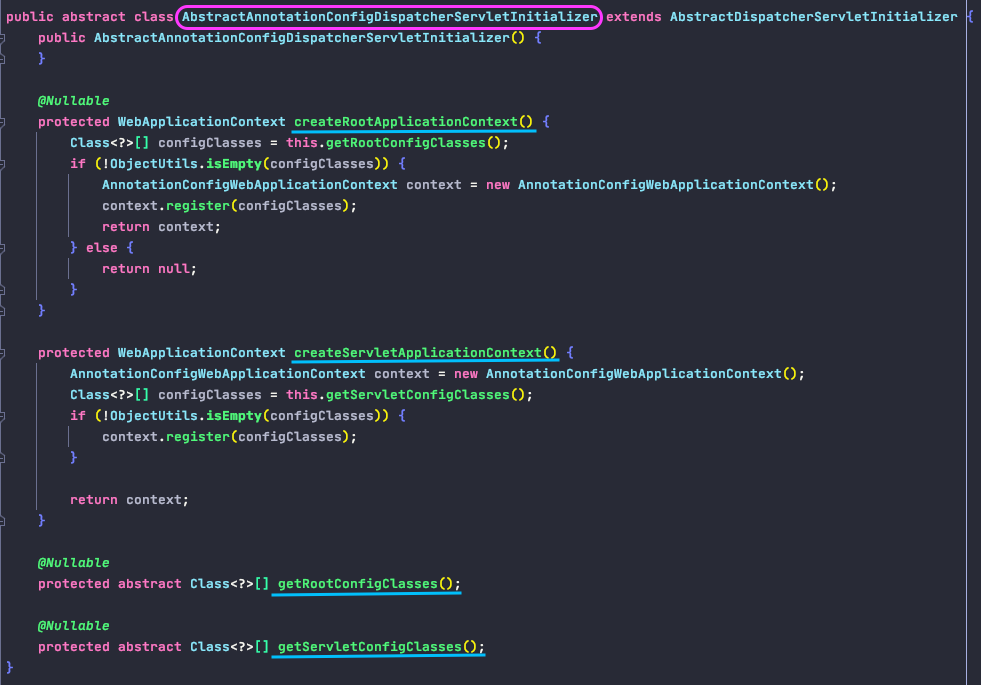 public abstract class AbstractAnnotationConfigDispatcherServletInitializer extends AbstractDispatcherServletInitializer {
public AbstractAnnotationConfigDispatcherServletInitializer() {
}
@Nullable
protected WebApplicationContext createRootApplicationContext() {
Class<?>[] configClasses = this.getRootConfigClasses();
if (!ObjectUtils.isEmpty(configClasses)) {
AnnotationConfigWebApplicationContext context = new AnnotationConfigWebApplicationContext();
context.register(configClasses);
return context;
} else {
return null;
}
}
protected WebApplicationContext createServletApplicationContext() {
AnnotationConfigWebApplicationContext context = new AnnotationConfigWebApplicationContext();
Class<?>[] configClasses = this.getServletConfigClasses();
if (!ObjectUtils.isEmpty(configClasses)) {
context.register(configClasses);
}
return context;
}
@Nullable
protected abstract Class<?>[] getRootConfigClasses();
@Nullable
protected abstract Class<?>[] getServletConfigClasses();
}